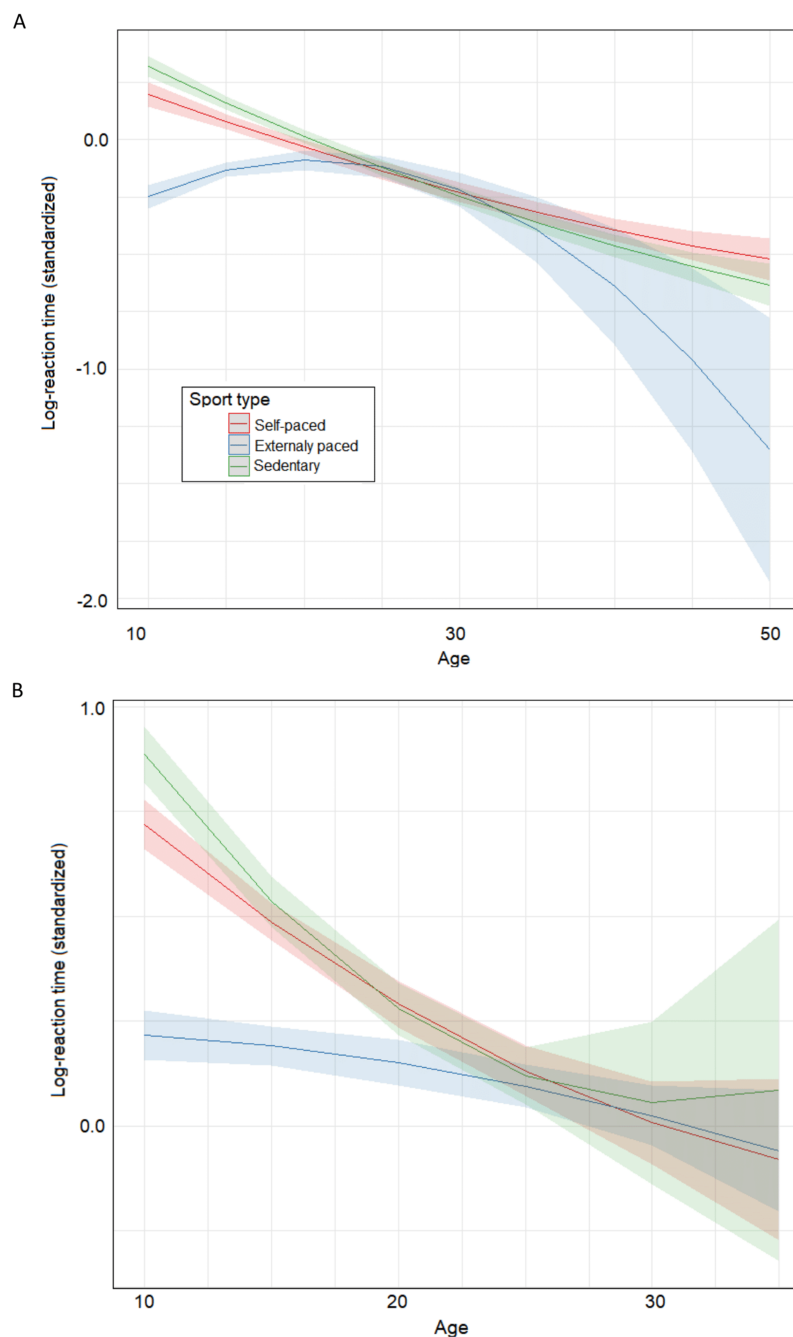 A
Log-reaction time (standardized)
0.0
-1.0
-2.0
Sport type
Self-paced
Externaly paced
Sedentary
10 30 50
Age
B
Log-reaction time (standardized)
1.0
0.0
10 20 30
Age